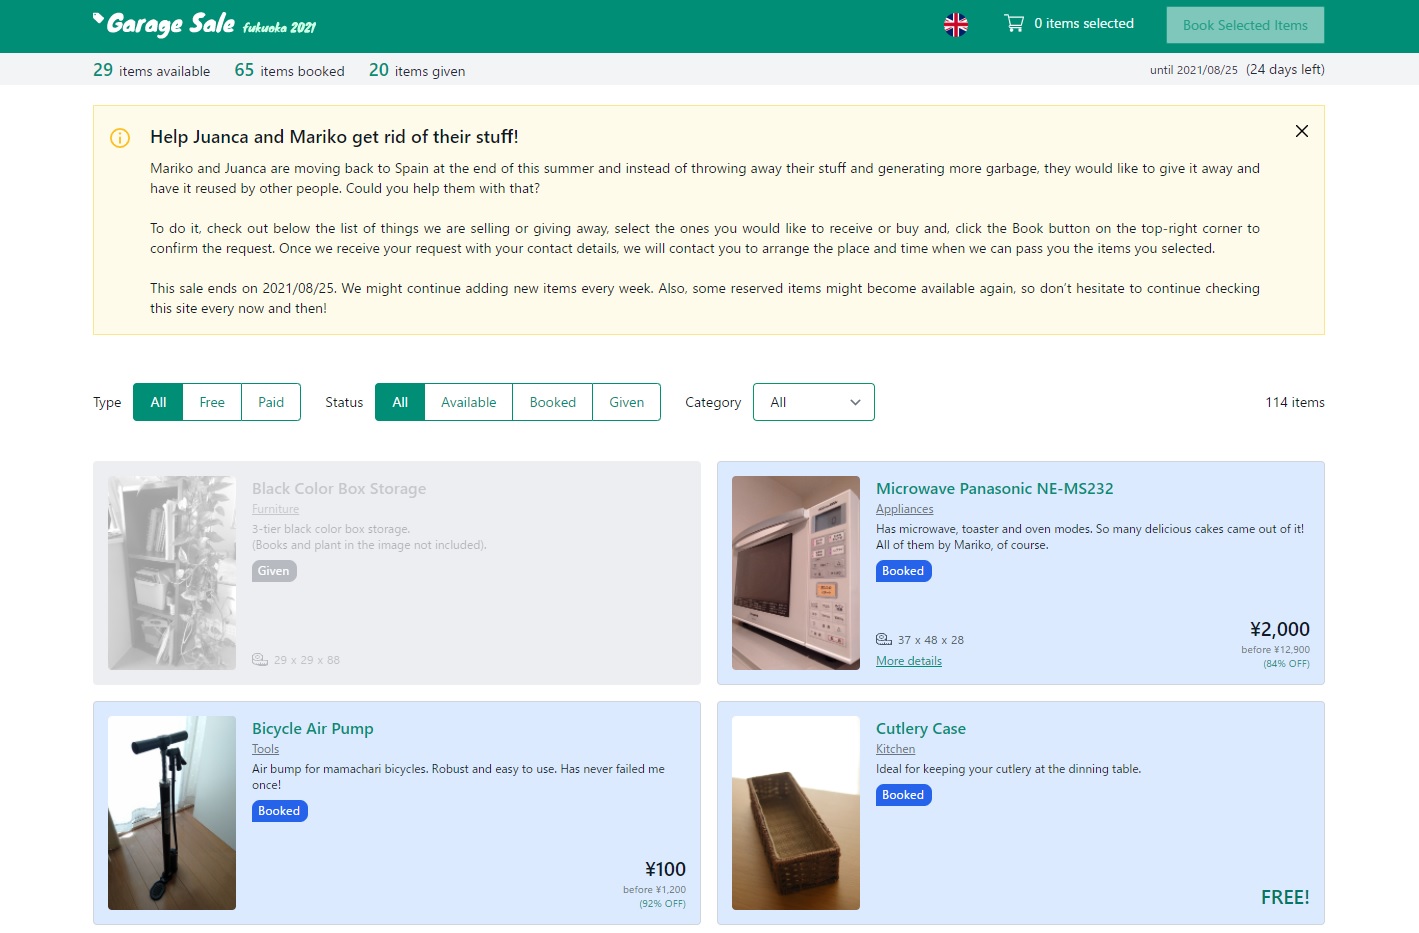 Garage Sale fukuoka 2021
0 items selected
Book Selected Items
29 items available 65 items booked 20 items given
until 2021/08/25 (24 days left)
Help Juanca and Mariko get rid of their stuff!
Mariko and Juanca are moving back to Spain at the end of this summer and instead of throwing away their stuff and generating more garbage, they would like to give it away and
have it reused by other people. Could you help them with that?
To do it, check out below the list of things we are selling or giving away, select the ones you would like to receive or buy and, click the Book button on the top-right corner to
confirm the request. Once we receive your request with your contact details, we will contact you to arrange the place and time when we can pass you the items you selected.
This sale ends on 2021/08/25. We might continue adding new items every week. Also, some reserved items might become available again, so don't hesitate to continue checking
this site every now and then!
Type All Free Paid Status All Available Booked Given Category All 114 items
Black Color Box Storage
Furniture
3-tier black color box storage.
(Books and plant in the image not included).
Given
29 x 29 x 88
Microwave Panasonic NE-MS232
Appliances
Has microwave, toaster and oven modes. So many delicious cakes came out of it!
All of them by Mariko, of course.
Booked
37 x 48 x 28
More details
¥2,000
before ¥12,900
(84% OFF)
Bicycle Air Pump
Tools
Air bump for mamachari bicycles. Robust and easy to use. Has never failed me
once!
Booked
¥100
before ¥1,200
(92% OFF)
Cutlery Case
Kitchen
Ideal for keeping your cutlery at the dinning table.
Booked
FREE!